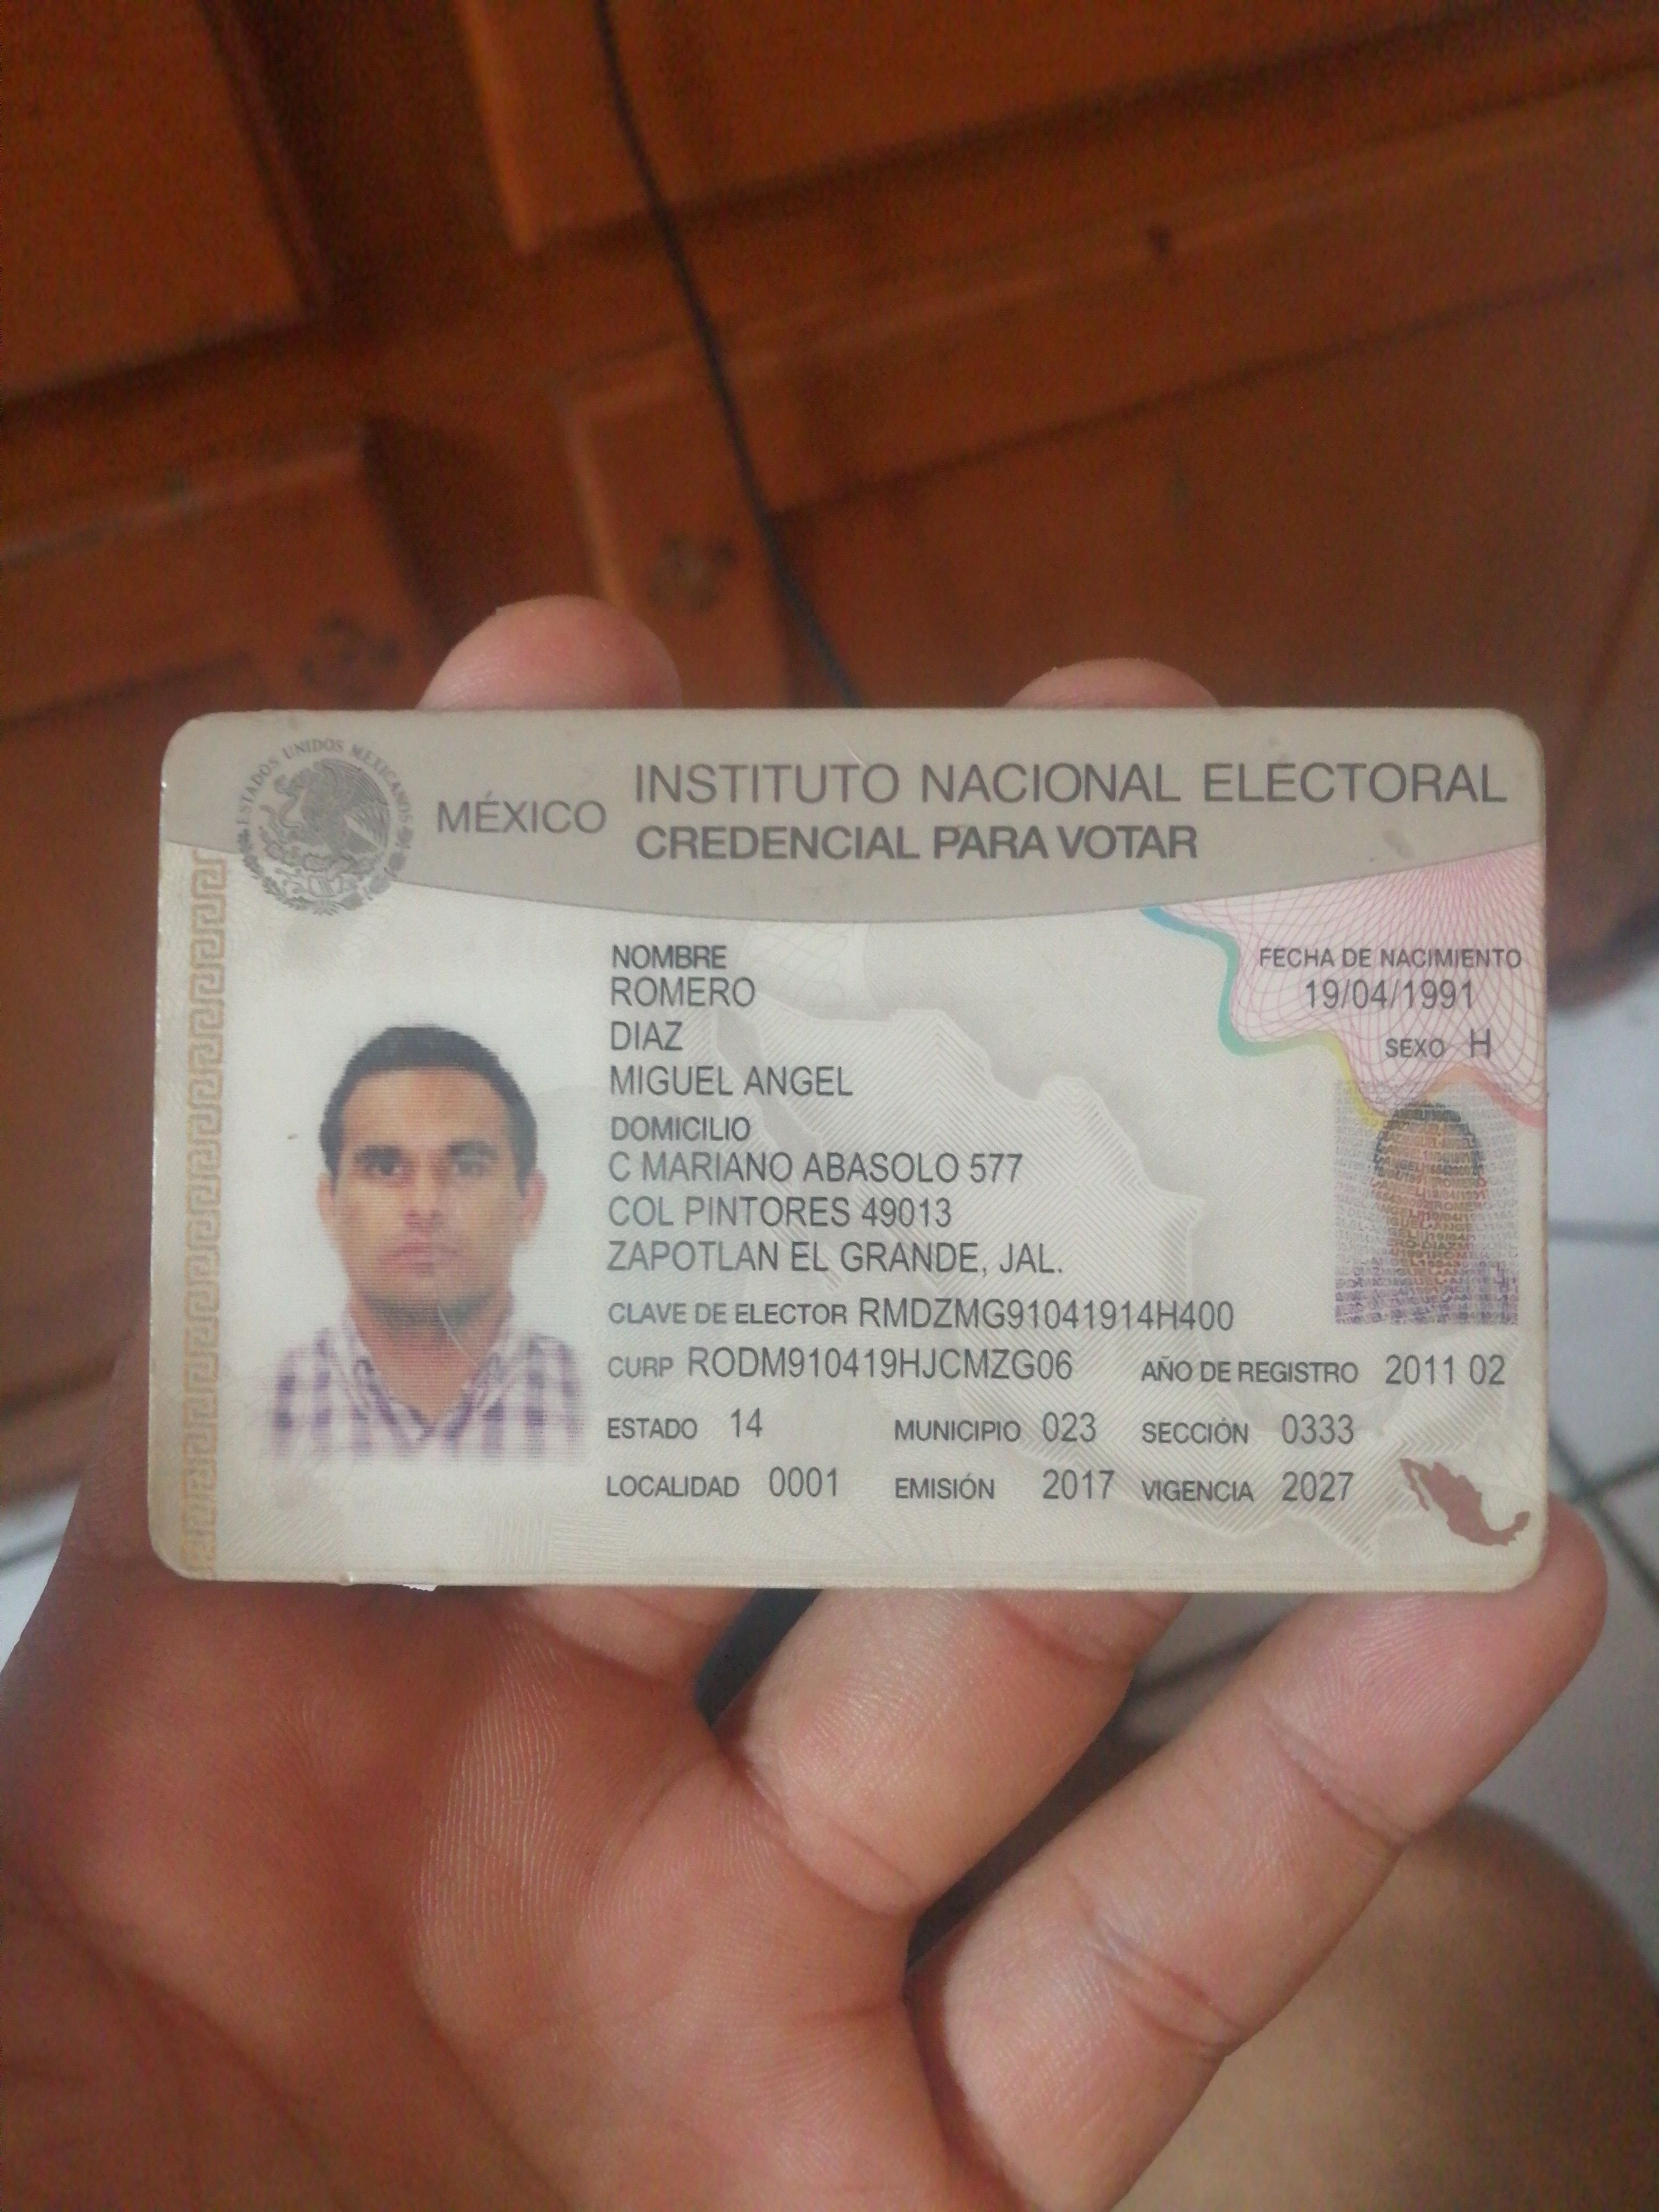 ESTADOS UNIDOS MEXICANOS
MÉXICO INSTITUTO NACIONAL ELECTORAL
CREDENCIAL PARA VOTAR
NOMBRE
ROMERO
DIAZ
MIGUEL ANGEL
DOMICILIO
C MARIANO ABASOLO 577
COL PINTORES 49013
ZAPOTLAN EL GRANDE, JAL.
FECHA DE NACIMIENTO
19/04/1991
SEXO H
CLAVE DE ELECTOR RMDZMG91041914H400
CURP RODM910419HJCMZG06 AÑO DE REGISTRO 2011 02
ESTADO 14 MUNICIPIO 023 SECCIÓN 0333
LOCALIDAD 0001 EMISIÓN 2017 VIGENCIA 2027